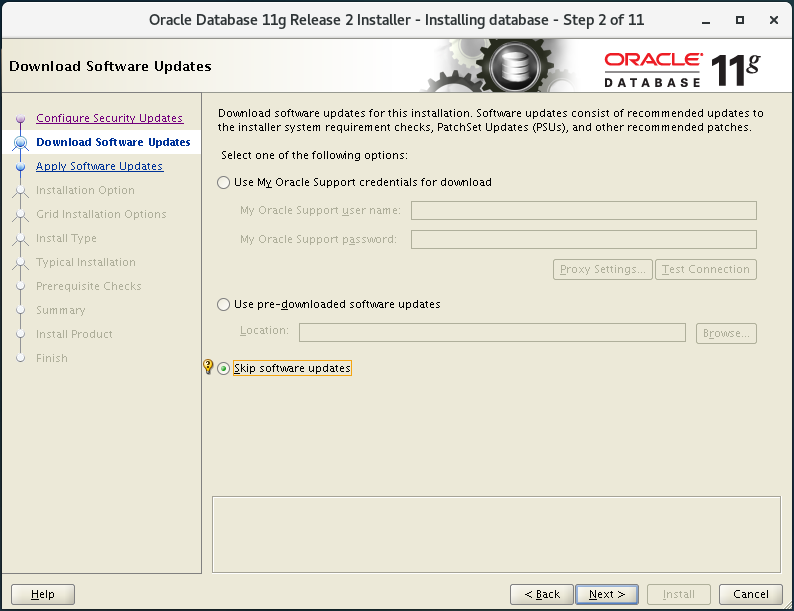 Oracle Database 11g Release 2 Installer - Installing database - Step 2 of 11
Download Software Updates
ORACLE
DATABASE
11g
Configure Security Updates
Download Software Updates
Apply Software Updates
Installation Option
Grid Installation Options
Install Type
Typical Installation
Prerequisite Checks
Summary
Install Product
Finish
Download software updates for this installation. Software updates consist of recommended updates to
the installer system requirement checks, PatchSet Updates (PSUs), and other recommended patches.
Select one of the following options:
Use My Oracle Support credentials for download
My Oracle Support user name:
My Oracle Support password:
Proxy Settings... Test Connection
Use pre-downloaded software updates
Location: Browse...
Skip software updates
Help < Back Next > Install Cancel